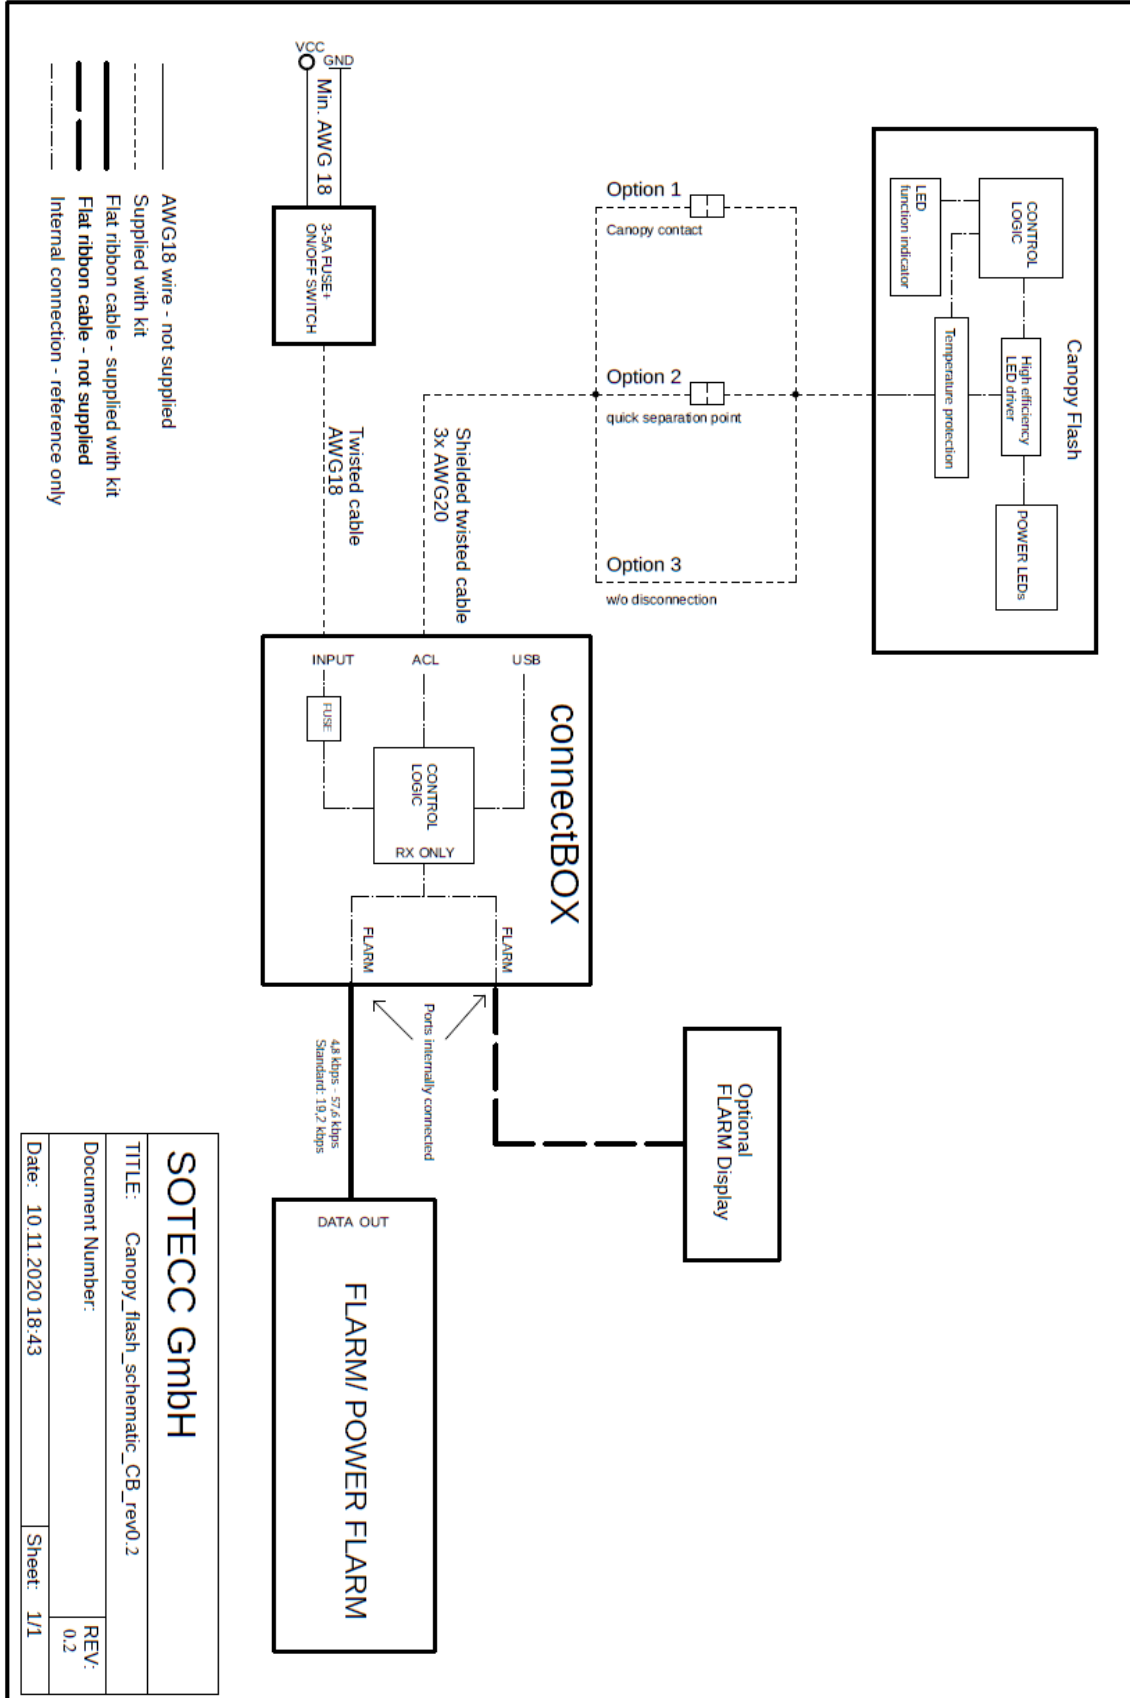 VCC
GND
Min. AWG 18
3-5A FUSE+
ON/OFF SWITCH
Option 1
Canopy contact
Option 2
quick separation point
Option 3
w/o disconnection
Canopy Flash
CONTROL
LOGIC
LED
function indicator
Temperature protection
High efficiency
LED driver
POWER LEDs
Twisted cable
AWG18
Shielded twisted cable
3x AWG20
connectBOX
INPUT
ACL
USB
FUSE
CONTROL
LOGIC
RX ONLY
FLARM
FLARM
Ports internally connected
4,8 kbps - 57,6 kbps
Standard: 19,2 kbps
Optional
FLARM Display
DATA OUT
FLARM/ POWER FLARM
AWG18 wire - not supplied
Supplied with kit
Flat ribbon cable - supplied with kit
Flat ribbon cable - not supplied
Internal connection - reference only
SOTECC GmbH
TITLE: Canopy_flash_schematic_CB_rev0.2
Document Number:
REV:
0.2
Date: 10.11.2020 18:43
Sheet: 1/1